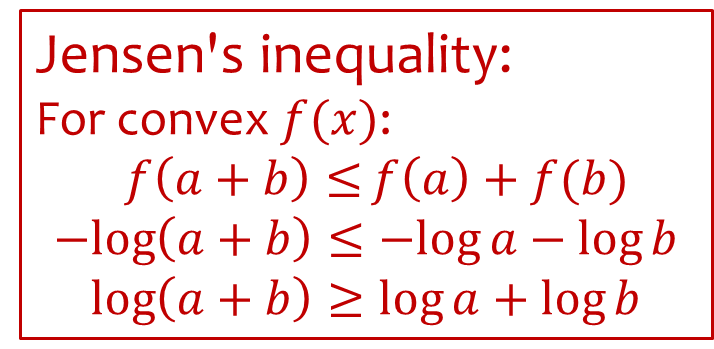 Jensen's inequality:
For convex f(x):
f(a + b) ≤ f(a) + f(b)
−log(a + b) ≤ −log a − log b
log(a + b) ≥ log a + log b